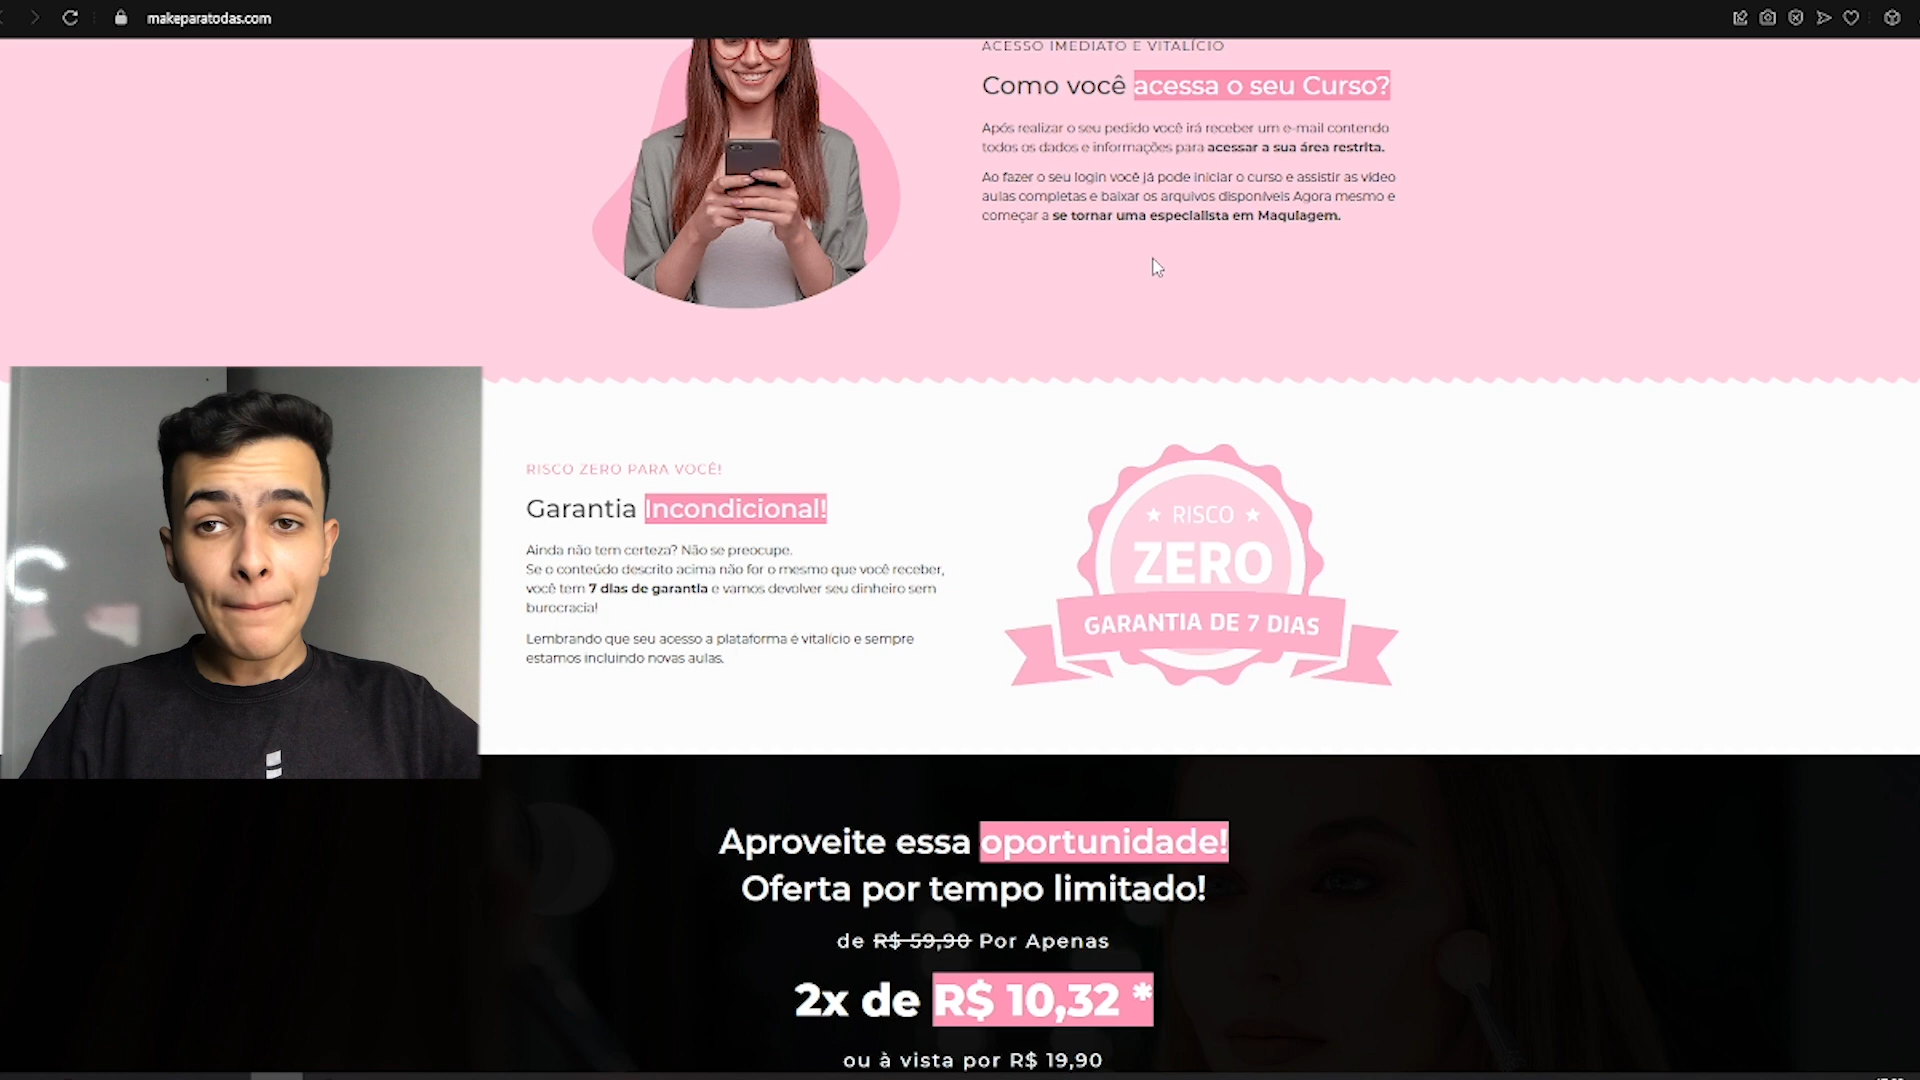 makeparatodas.com
ACESSO IMEDIATO E VITALÍCIO
Como você acessa o seu Curso?
Após realizar o seu pedido você irá receber um e-mail contendo
todos os dados e informações para acessar a sua área restrita.
Ao fazer o seu login você já pode iniciar o curso e assistir as vídeo
aulas completas e baixar os arquivos disponíveis Agora mesmo e
começar a se tornar uma especialista em Maquiagem.
RISCO ZERO PARA VOCÊ!
Garantia Incondicional!
Ainda não tem certeza? Não se preocupe.
Se o conteúdo descrito acima não for o mesmo que você receber,
você tem 7 dias de garantia e vamos devolver seu dinheiro sem
burocracia!
Lembrando que seu acesso a plataforma é vitalício e sempre
estamos incluindo novas aulas.
RISCO
ZERO
GARANTIA DE 7 DIAS
Aproveite essa oportunidade!
Oferta por tempo limitado!
de R$ 59,90 Por Apenas
2x de R$ 10,32 *
ou à vista por R$ 19,90